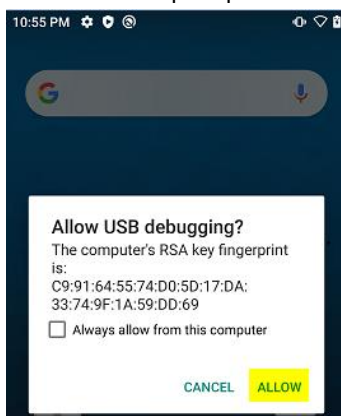 10:55 PM
G
Allow USB debugging?
The computer's RSA key fingerprint
is:
C9:91:64:55:74:D0:5D:17:DA:
33:74:9F:1A:59:DD:69
Always allow from this computer
CANCEL ALLOW